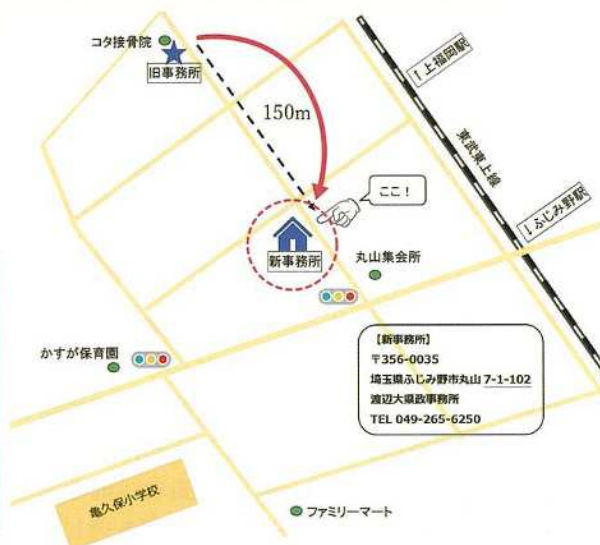 コタ接骨院
旧事務所
↑上福岡駅
150m
東武東上線
ここ！
↓ふじみ野駅
新事務所
丸山集会所
かすが保育園
【新事務所】
〒356-0035
埼玉県ふじみ野市丸山 7-1-102
渡辺大県政事務所
TEL 049-265-6250
亀久保小学校
ファミリーマート